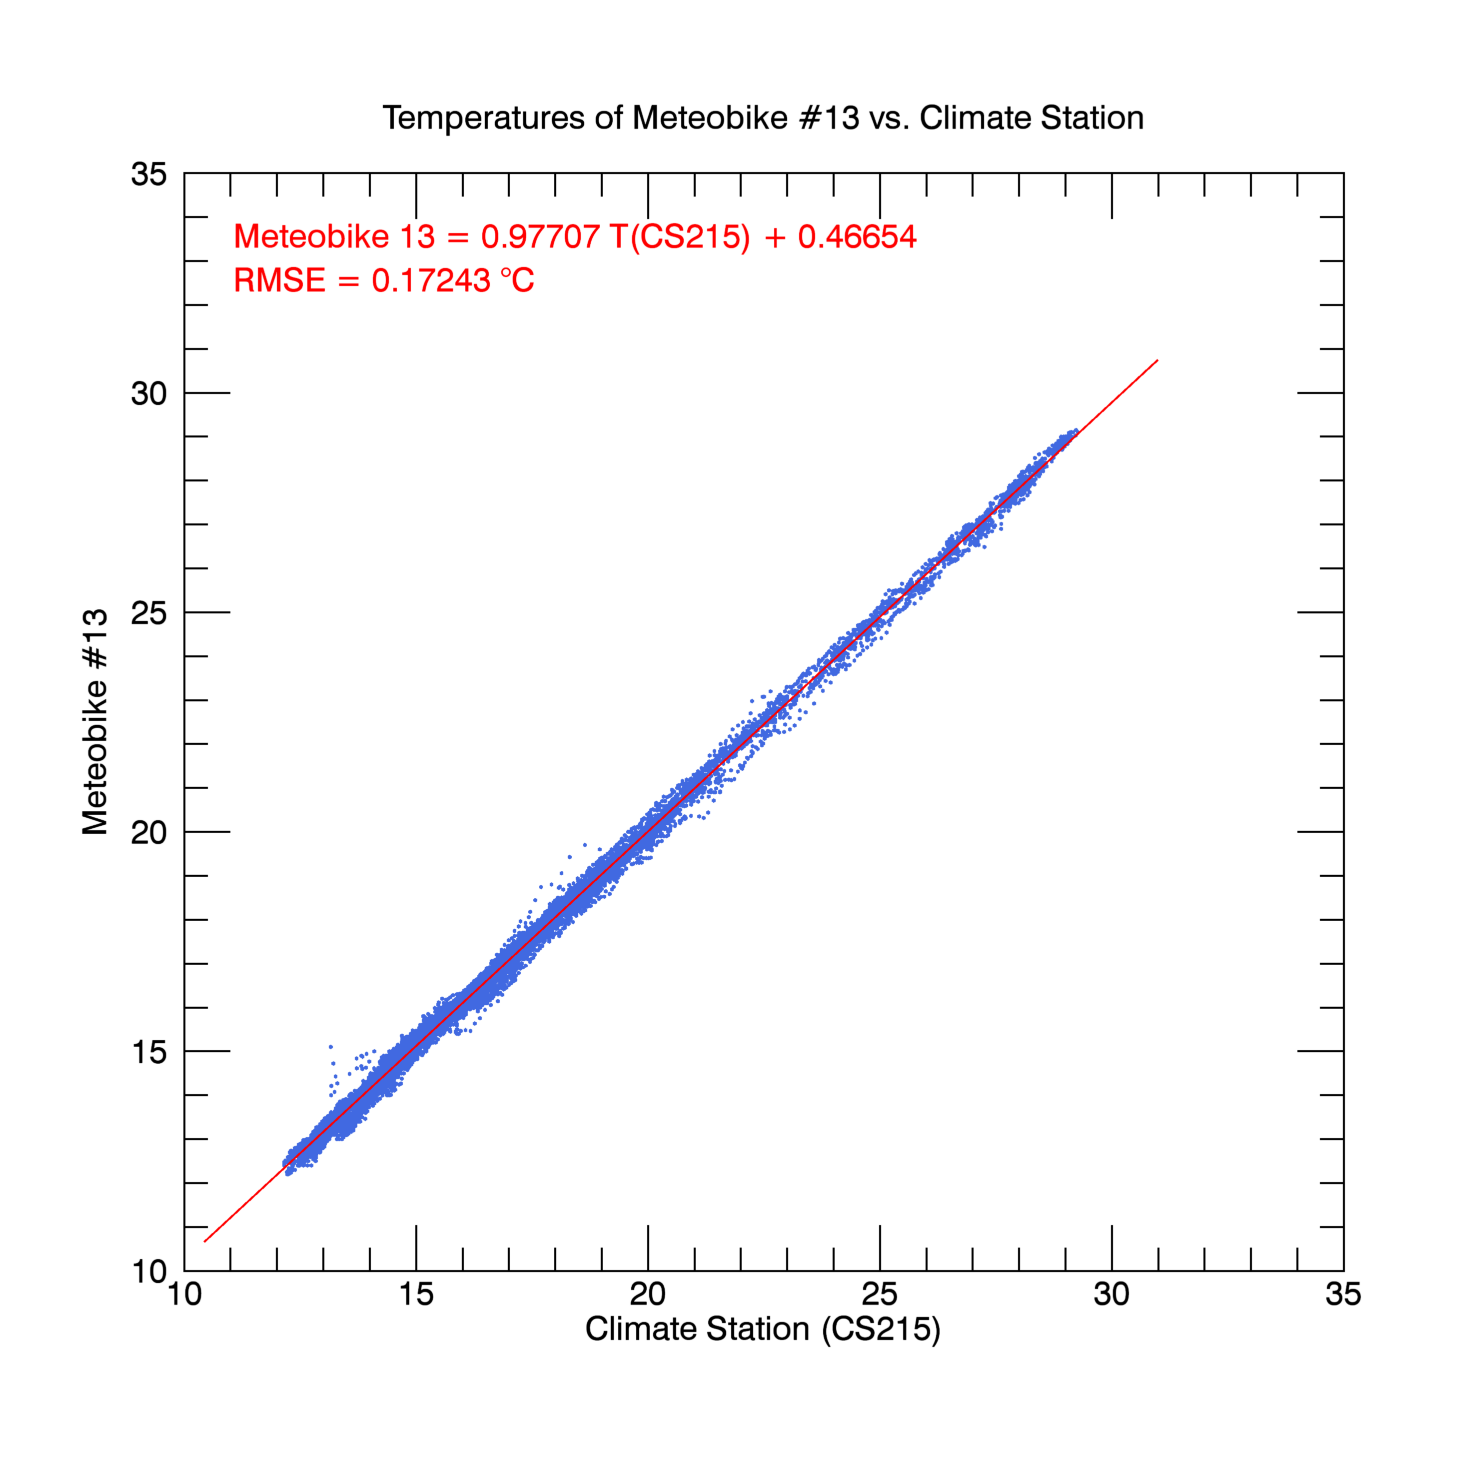 Temperatures of Meteobike #13 vs. Climate Station
35
Meteobike 13 = 0.97707 T(CS215) + 0.46654
RMSE = 0.17243 °C
30
25
Meteobike #13
20
15
10
10 15 20 25 30 35
Climate Station (CS215)